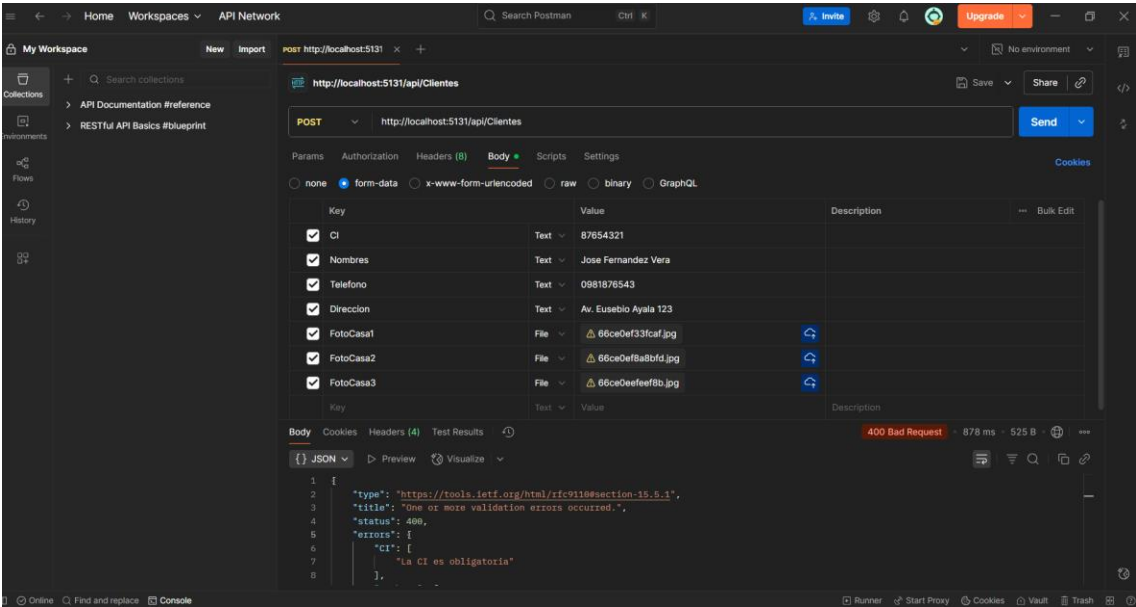 Home Workspaces API Network Search Postman Ctrl K Invite Upgrade
My Workspace New Import POST http://localhost:5131 No environment
Collections Search collections HTTP http://localhost:5131/api/Clientes Save Share
API Documentation #reference
RESTful API Basics #blueprint
Environments
Flows
History
POST http://localhost:5131/api/Clientes Send
Params Authorization Headers (8) Body Scripts Settings Cookies
none form-data x-www-form-urlencoded raw binary GraphQL
Key Value Description Bulk Edit
CI Text 87654321
Nombres Text Jose Fernandez Vera
Telefono Text 0981876543
Direccion Text Av. Eusebio Ayala 123
FotoCasa1 File 66ce0ef33fcaf.jpg
FotoCasa2 File 66ce0ef8a8bfd.jpg
FotoCasa3 File 66ce0eefeef8b.jpg
Key Text Value Description
Body Cookies Headers (4) Test Results 400 Bad Request 878 ms 525 B
{} JSON Preview Visualize
1 {
2 "type": "https://tools.ietf.org/html/rfc9110#section-15.5.1",
3 "title": "One or more validation errors occurred.",
4 "status": 400,
5 "errors": {
6 "CI": [
7 "La CI es obligatoria"
8 ],
Online Find and replace Console Runner Start Proxy Cookies Vault Trash